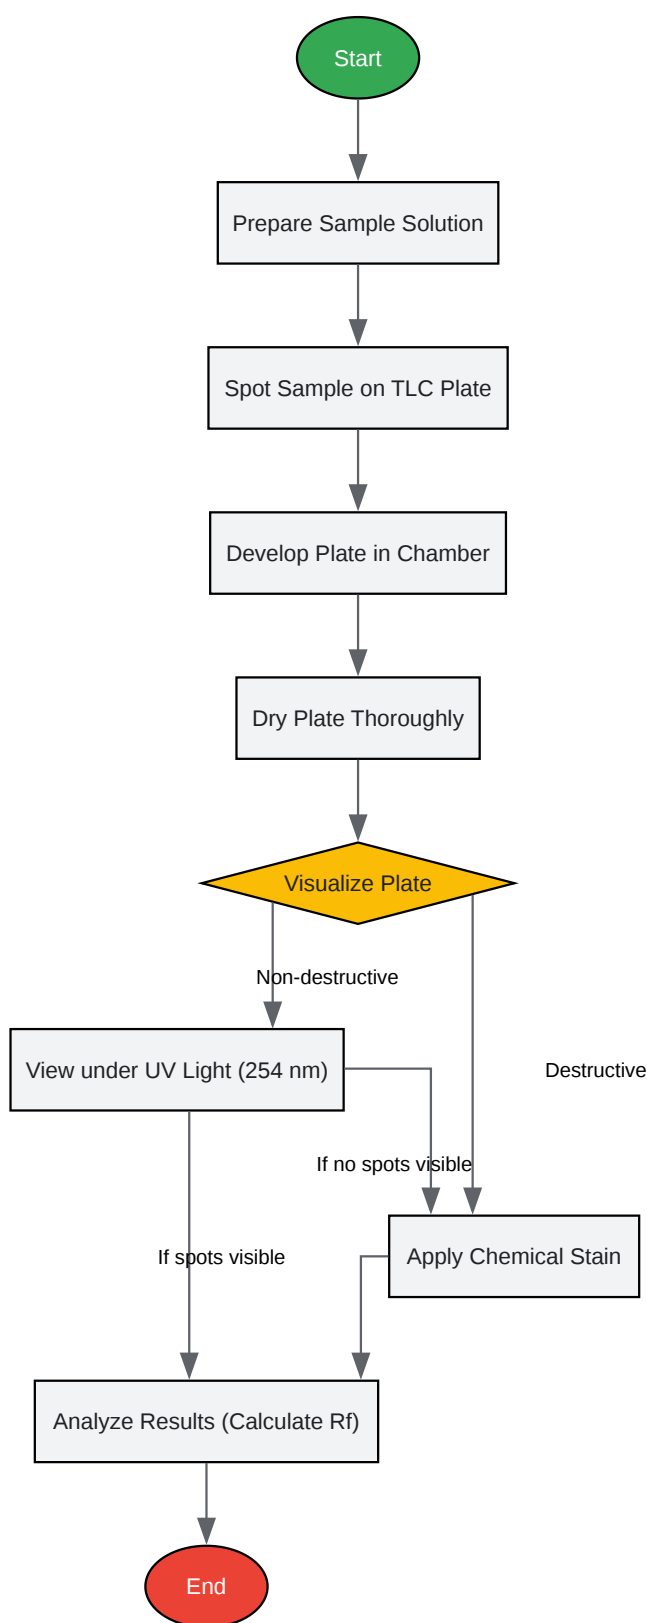 Start
Prepare Sample Solution
Spot Sample on TLC Plate
Develop Plate in Chamber
Dry Plate Thoroughly
Visualize Plate
Non-destructive
View under UV Light (254 nm)
Destructive
If no spots visible
If spots visible
Apply Chemical Stain
Analyze Results (Calculate Rf)
End